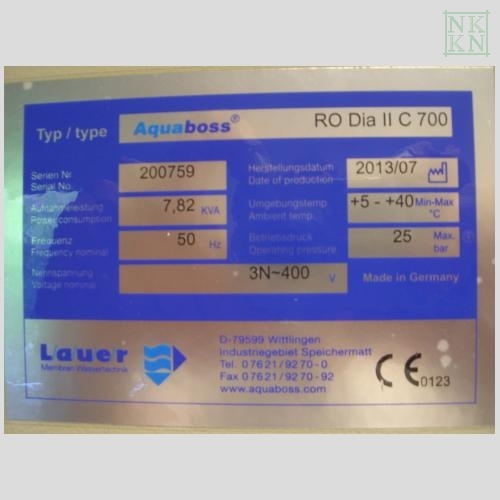 NK
KN
Typ / type Aquaboss® RO Dia II C 700
Serien Nr
Serial No. 200759
Herstellungsdatum
Date of production 2013/07
Aufnahmeleistung
Power consumption 7,82 KVA
Umgebungstemp
Ambient temp. +5 - +40 Min-Max
°C
Frequenz
Frequency nominal 50 Hz
Betriebsdruck
Operating pressure 25 Max.
bar
Nennspannung
Voltage nominal 3N~400 V
Made in Germany
Lauer
Membran Wassertechnik
D-79599 Wittlingen
Industriegebiet Speichermatt
Tel. 07621/9270-0
Fax 07621/9270-92
www.aquaboss.com
CE 0123